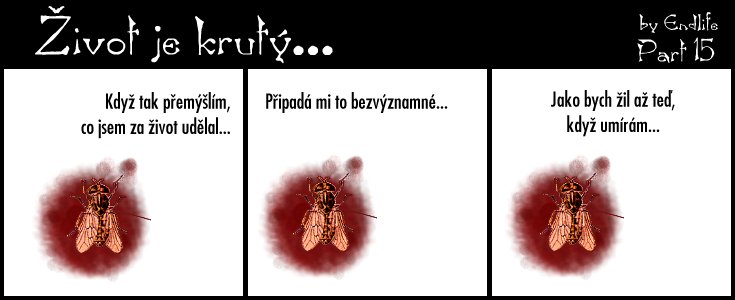 Život je krutý...
by Endlife
Part 15
Když tak přemýšlím,
co jsem za život udělal...
Připadá mi to bezvýznamné...
Jako bych žil až teď,
když umírám...